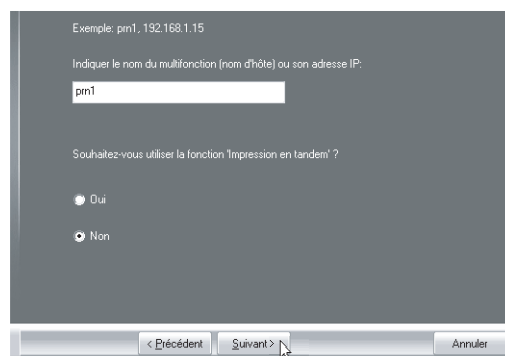 Exemple: prn1, 192.168.1.15
Indiquer le nom du multifonction (nom d'hôte) ou son adresse IP:
prn1
Souhaitez-vous utiliser la fonction 'Impression en tandem' ?
Oui
Non
< Précédent
Suivant >
Annuler